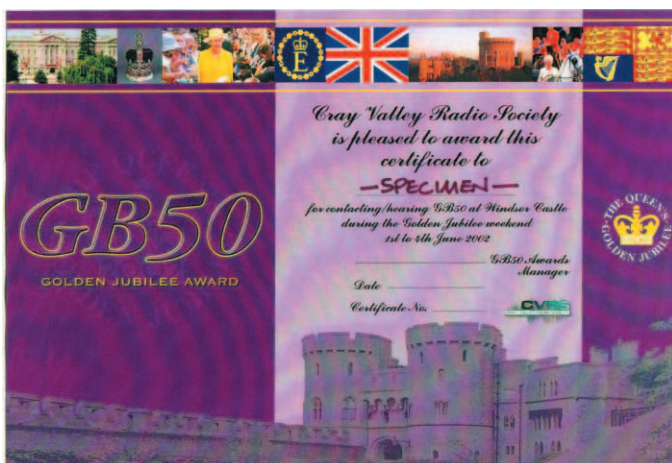 E
Cray Valley Radio Society
is pleased to award this
certificate to
—SPECIMEN—
for contacting/hearing GB50 at Windsor Castle
during the Golden Jubilee weekend
1st to 4th June 2002
GB50 Awards
Manager
Date
Certificate No.
CVRS
GB50
GOLDEN JUBILEE AWARD
THE QUEEN'S
GOLDEN JUBILEE
2002